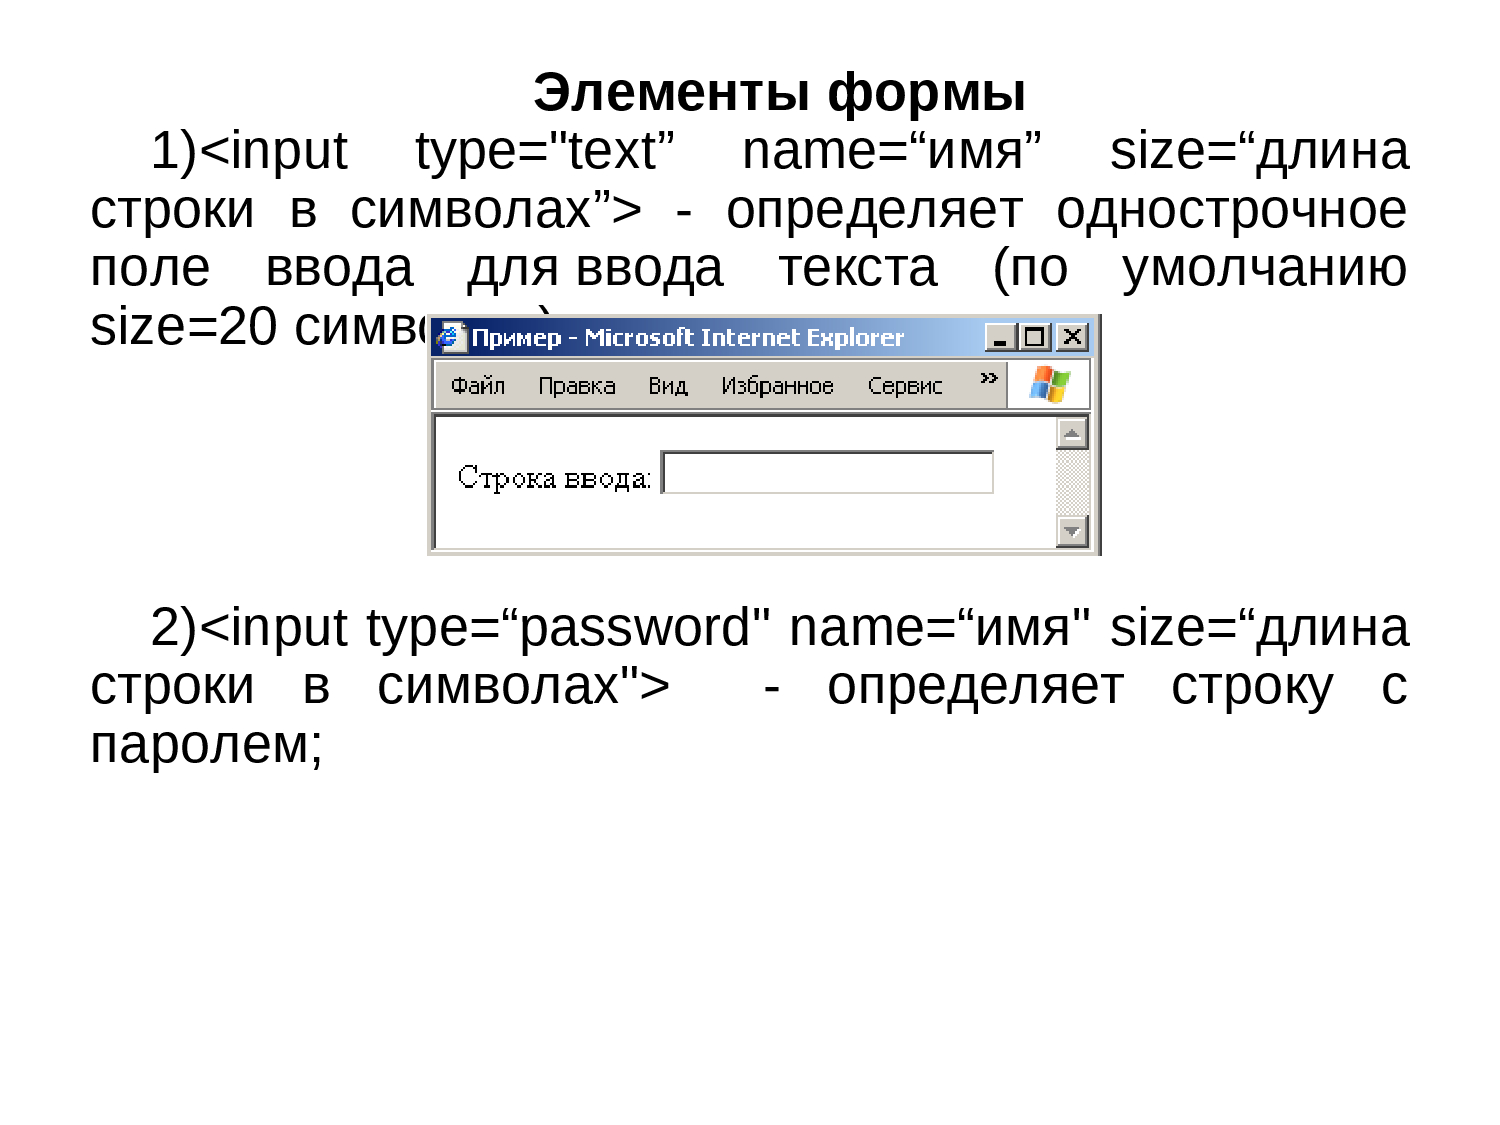 Элементы формы
1)<input type="text” name=“имя” size=“длина
строки в символах”> - определяет однострочное
поле ввода для ввода текста (по умолчанию
size=20
Пример - Microsoft Internet Explorer
Файл Правка Вид Избранное Сервис »
Строка ввода:
2)<input type=“password" name=“имя" size=“длина
строки в символах"> - определяет строку с
паролем;